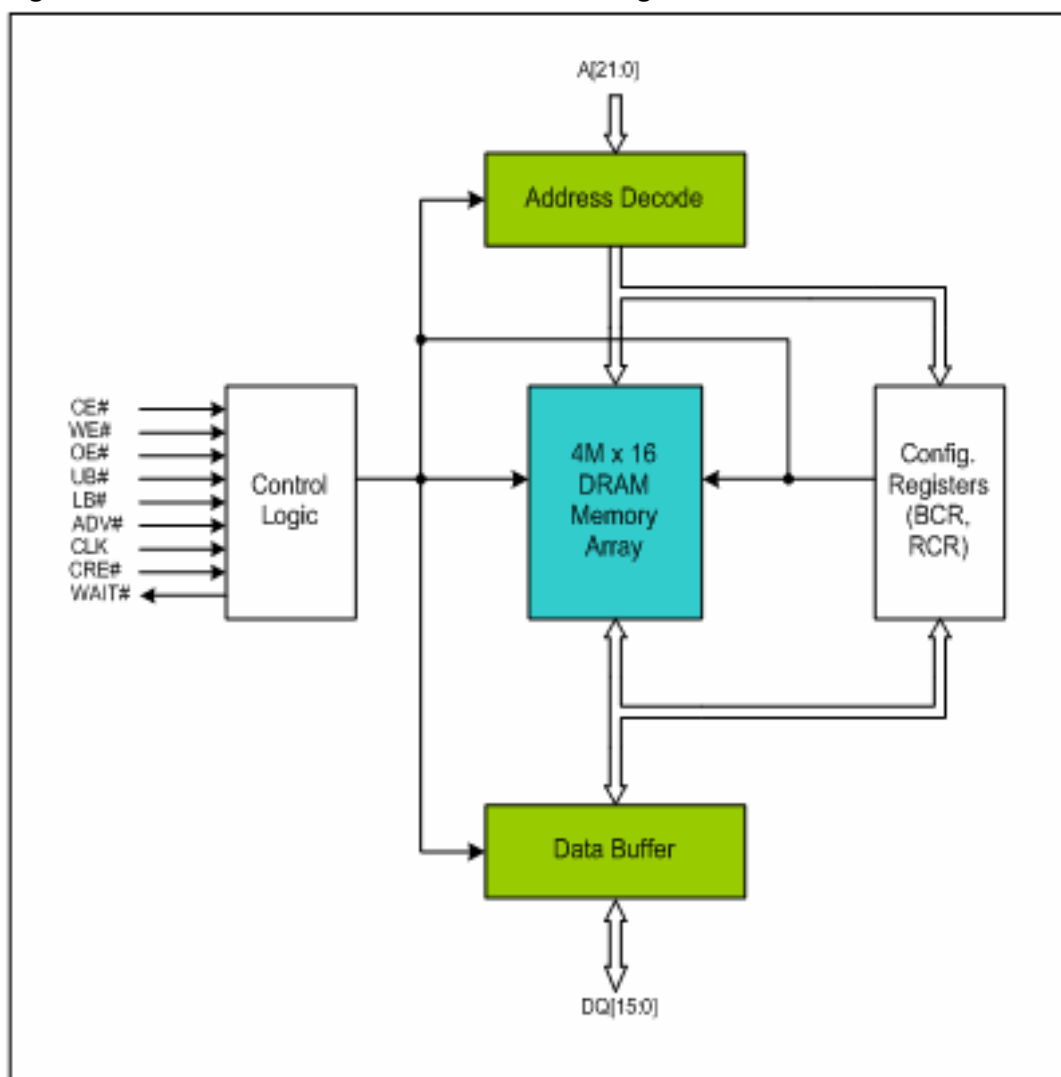 A[21:0]
Address Decode
CE#
WE#
OE#
UB#
LB#
ADV#
CLK
CRE#
WAIT#
Control
Logic
4M x 16
DRAM
Memory
Array
Config.
Registers
(BCR,
RCR)
Data Buffer
DQ[15:0]